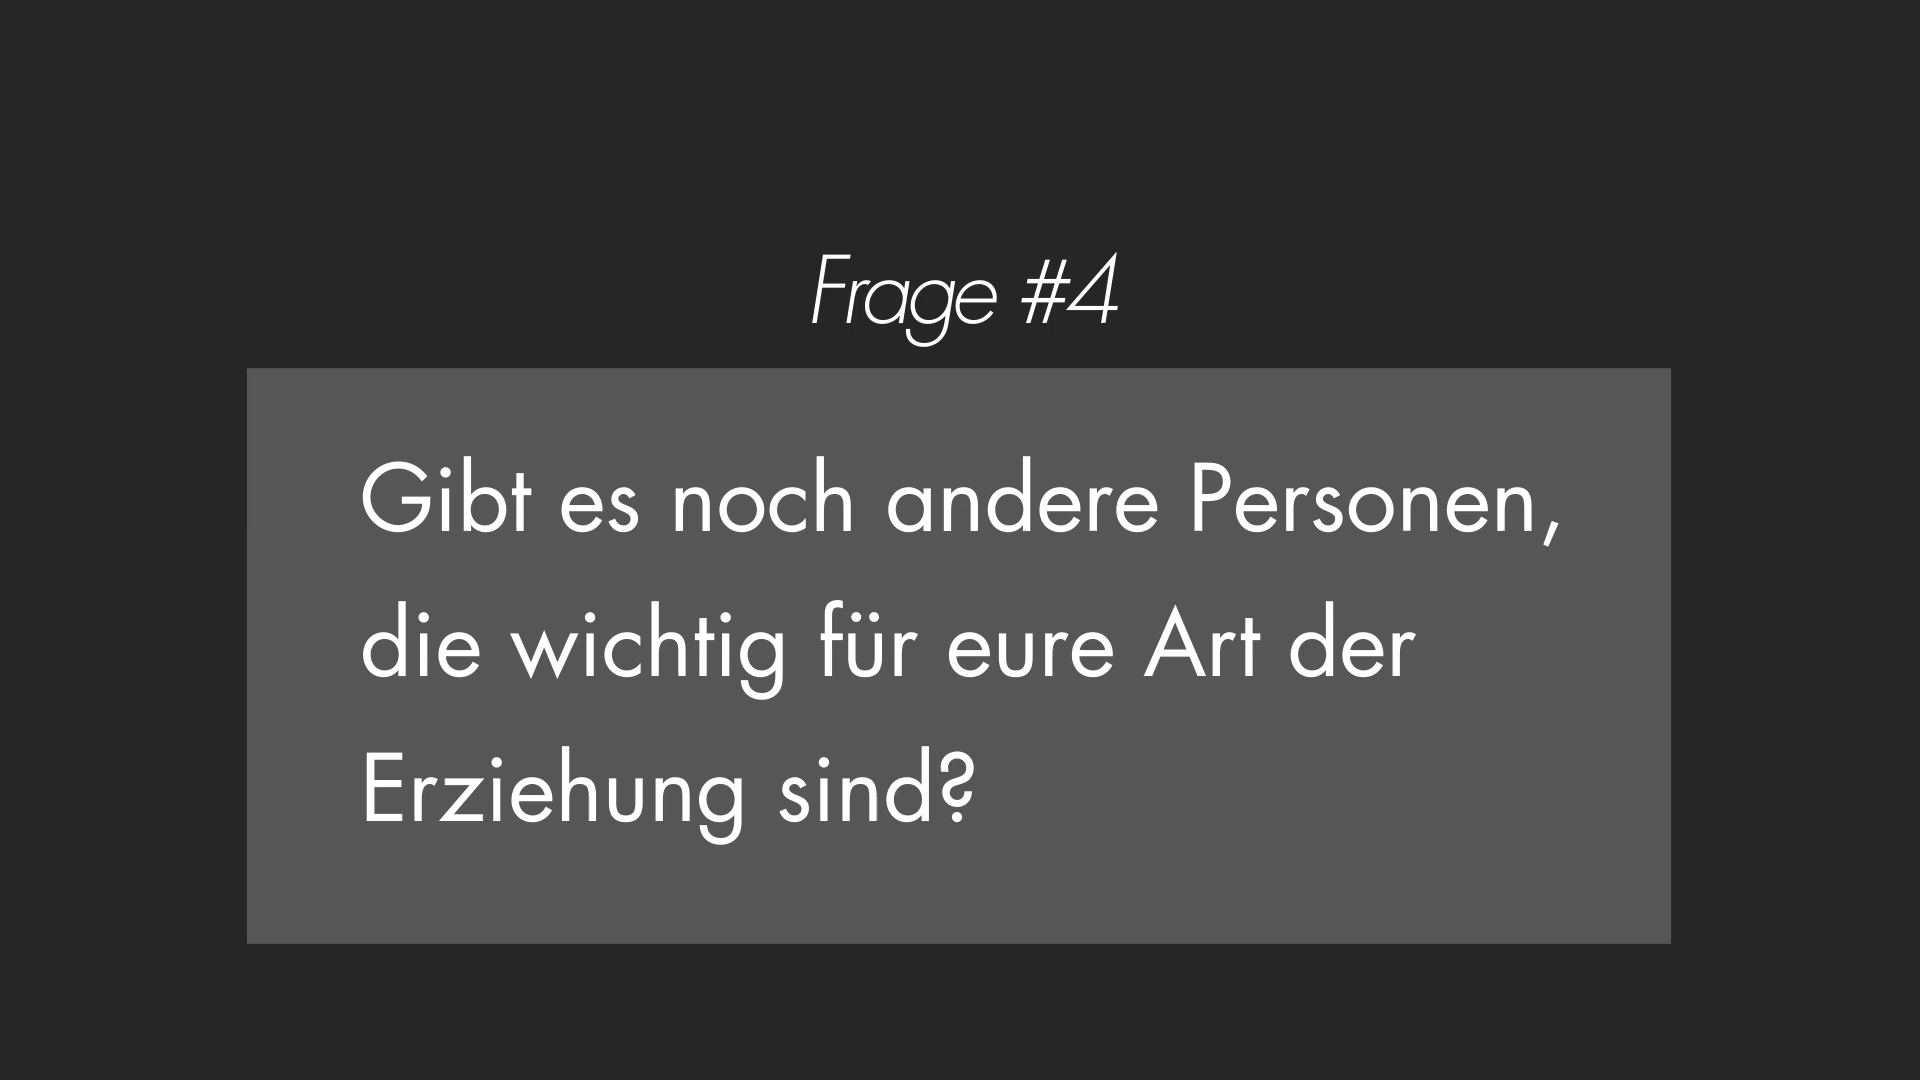 Frage #4
Gibt es noch andere Personen,
die wichtig für eure Art der
Erziehung sind?